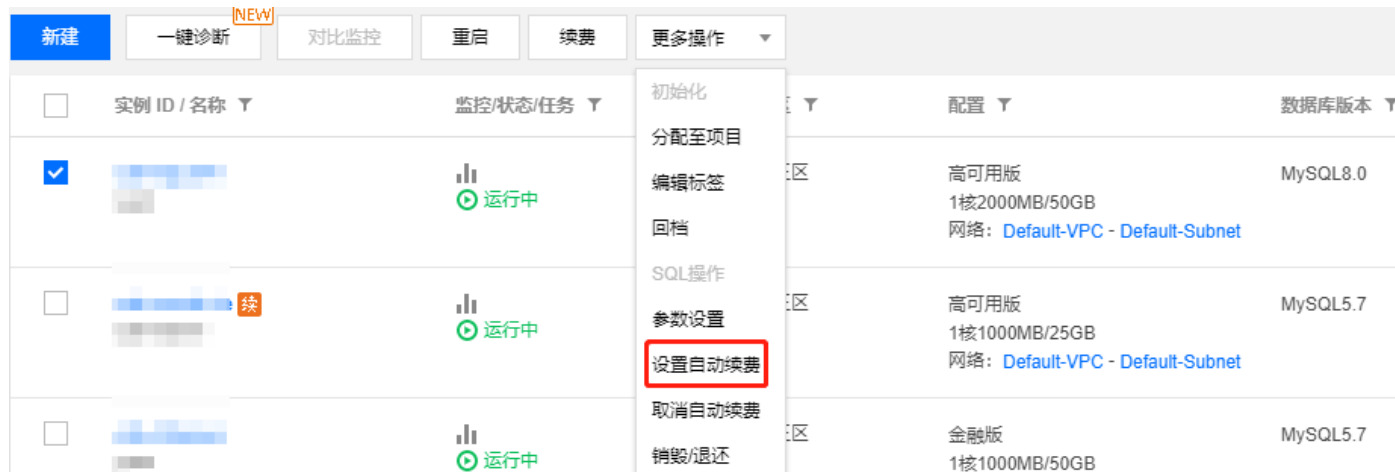 NEW
新建 一键诊断 对比监控 重启 续费 更多操作
实例 ID / 名称 监控/状态/任务 配置 数据库版本
初始化
分配至项目
编辑标签
回档
SQL操作
参数设置
设置自动续费
取消自动续费
销毁/退还
运行中 区 高可用版 MySQL8.0
1核2000MB/50GB
网络：Default-VPC - Default-Subnet
续 运行中 区 高可用版 MySQL5.7
1核1000MB/25GB
网络：Default-VPC - Default-Subnet
运行中 区 金融版 MySQL5.7
1核1000MB/50GB